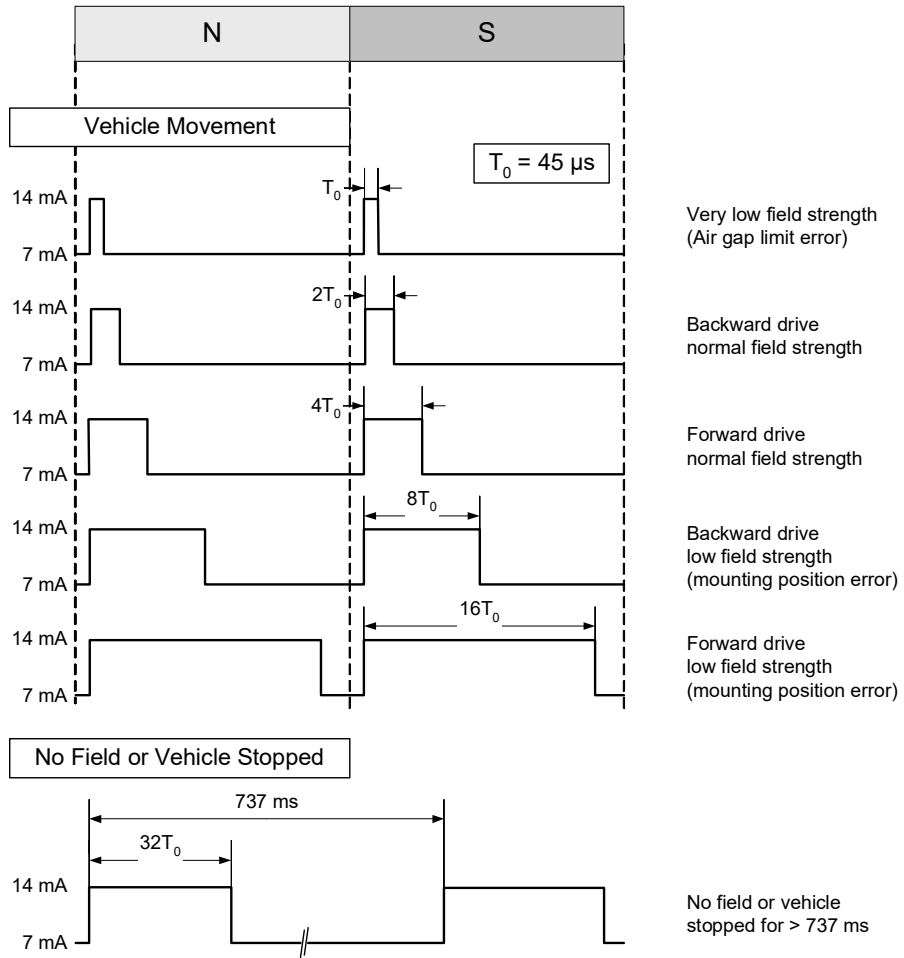 N
S
Vehicle Movement
T₀ = 45 µs
T₀
14 mA
7 mA
Very low field strength
(Air gap limit error)
2T₀
14 mA
7 mA
Backward drive
normal field strength
4T₀
14 mA
7 mA
Forward drive
normal field strength
8T₀
14 mA
7 mA
Backward drive
low field strength
(mounting position error)
16T₀
14 mA
7 mA
Forward drive
low field strength
(mounting position error)
No Field or Vehicle Stopped
737 ms
32T₀
14 mA
7 mA
No field or vehicle
stopped for > 737 ms